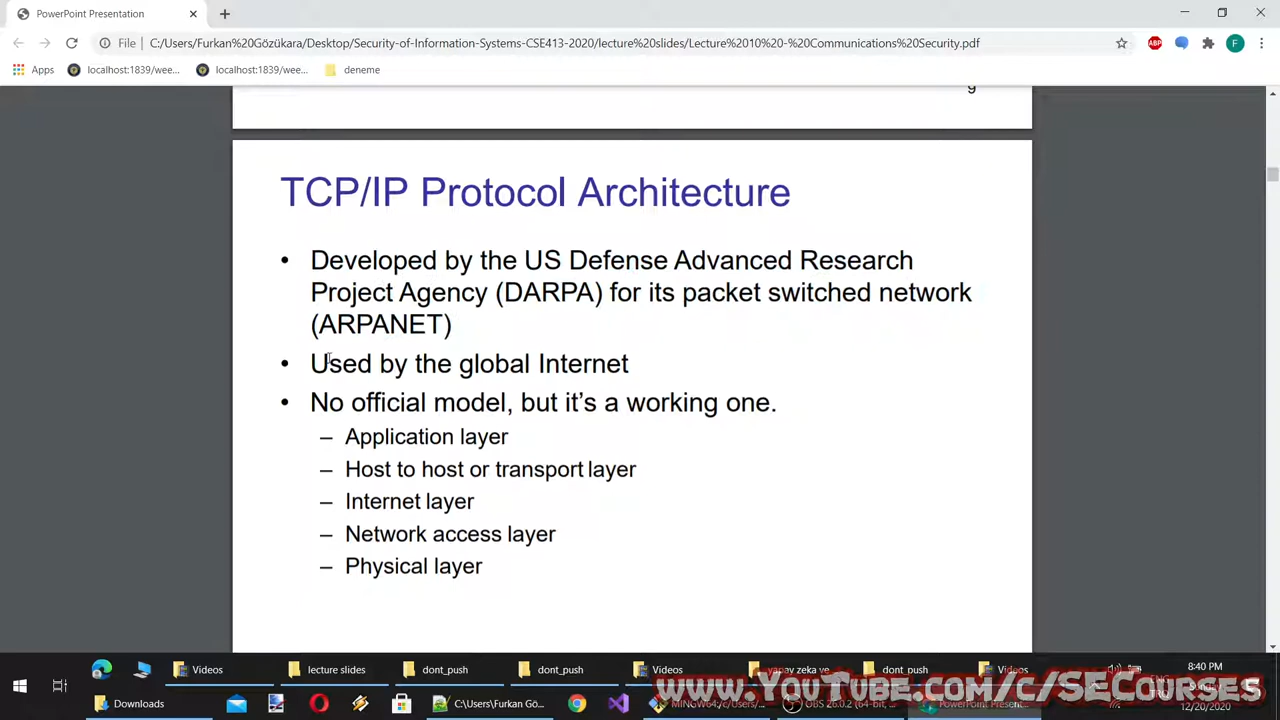 PowerPoint Presentation
File
C:/Users/Furkan%20Gözükara/Desktop/Security-of-Information-Systems-CSE413-2020/lecture%20slides/Lecture%2010%20-%20Communication%20Security.pdf
ABP
F
Apps
localhost:1839/wee...
localhost:1839/wee...
deneme
9
TCP/IP Protocol Architecture
• Developed by the US Defense Advanced Research
Project Agency (DARPA) for its packet switched network
(ARPANET)
• Used by the global Internet
• No official model, but it's a working one.
– Application layer
– Host to host or transport layer
– Internet layer
– Network access layer
– Physical layer
Videos
lecture slides
dont_push
dont_push
Videos
yapay zeka ve
dont_push
Videos
8:40 PM
Downloads
C:\Users\Furkan Gö...
MINGW64:/c/Users/...
OBS 26.0.2 (64-bit, ...
PowerPoint Present...
12/20/2020
www.YouTube.com/c/SECourses